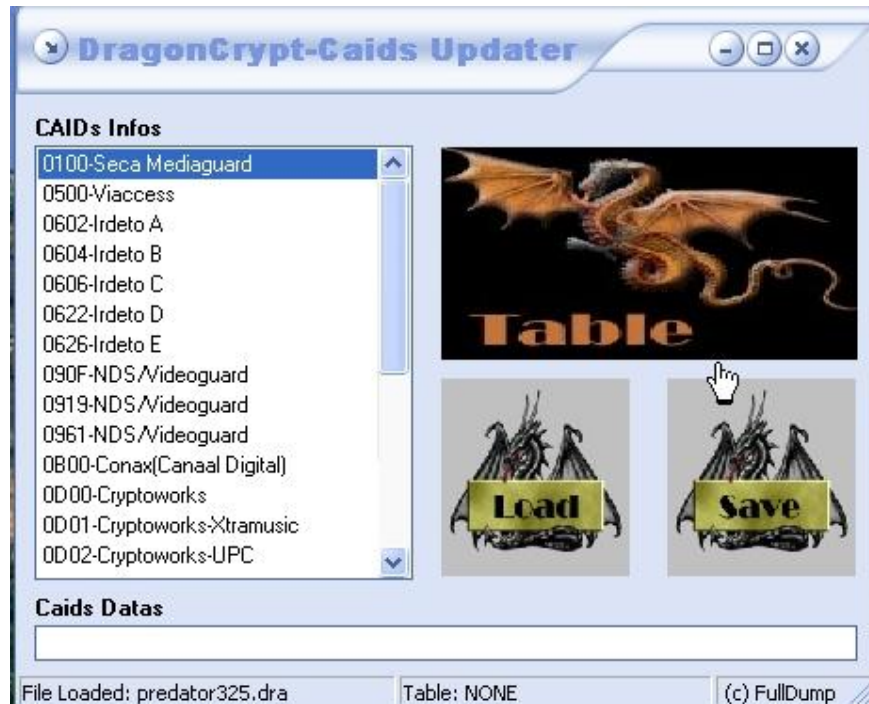 DragonCrypt-Caids Updater
CAIDs Infos
0100-Seca Mediaguard
0500-Viaccess
0602-Irdeto A
0604-Irdeto B
0606-Irdeto C
0622-Irdeto D
0626-Irdeto E
090F-NDS/Videoguard
0919-NDS/Videoguard
0961-NDS/Videoguard
0B00-Conax(Canaal Digital)
0D00-Cryptoworks
0D01-Cryptoworks-Xtramusic
0D02-Cryptoworks-UPC
Table
Load
Save
Caids Datas
File Loaded: predator325.dra
Table: NONE
(c) FullDump